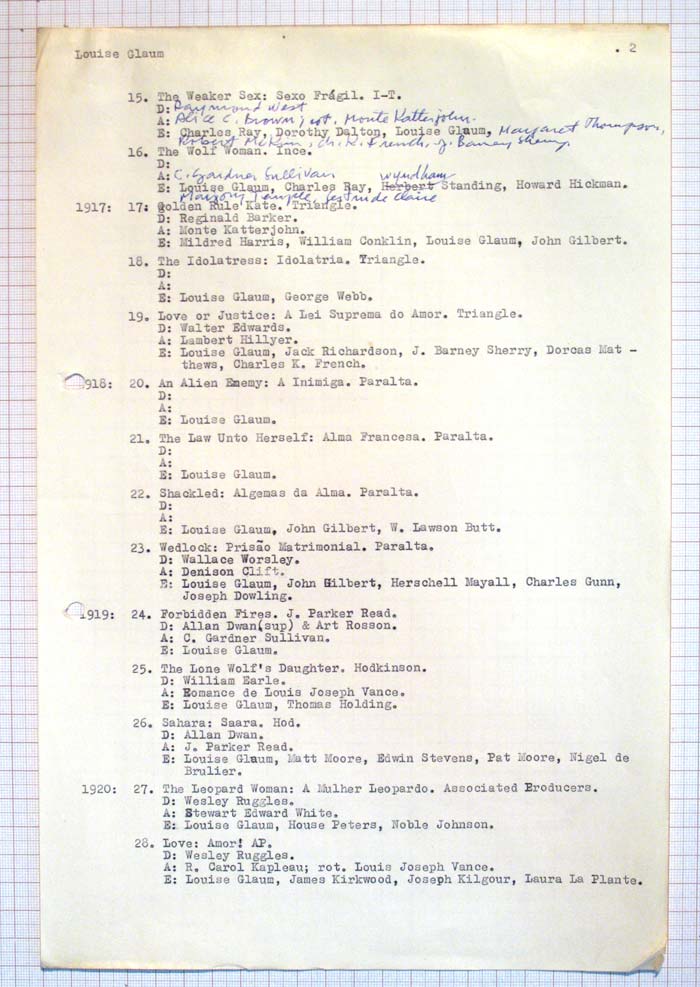 Louise Glaum . 2
15. The Weaker Sex: Sexo Frágil. I-T.
D: Raymond West
A: Alice C. Brown; rot. Monte Katterjohn.
E: Charles Ray, Dorothy Dalton, Louise Glaum, Margaret Thompson,
Robert McKim, Ch. K. French, J. Barney Sherry.
16. The Wolf Woman. Ince.
D:
A: C. Gardner Sullivan
Wyndham
E: Louise Glaum, Charles Ray, Herbert Standing, Howard Hickman.
Marjory Temple, Gertrude Claire
1917: 17: Golden Rule Kate. Triangle.
D: Reginald Barker.
A: Monte Katterjohn.
E: Mildred Harris, William Conklin, Louise Glaum, John Gilbert.
18. The Idolatress: Idolatria. Triangle.
D:
A:
E: Louise Glaum, George Webb.
19. Love or Justice: A Lei Suprema do Amor. Triangle.
D: Walter Edwards.
A: Lambert Hillyer.
E: Louise Glaum, Jack Richardson, J. Barney Sherry, Dorcas Mat -
thews, Charles K. French.
918: 20. An Alien Enemy: A Inimiga. Paralta.
D:
A:
E: Louise Glaum.
21. The Law Unto Herself: Alma Francesa. Paralta.
D:
A:
E: Louise Glaum.
22. Shackled: Algemas da Alma. Paralta.
D:
A:
E: Louise Glaum, John Gilbert, W. Lawson Butt.
23. Wedlock: Prisão Matrimonial. Paralta.
D: Wallace Worsley.
A: Denison Clift.
E: Louise Glaum, John Gilbert, Herschell Mayall, Charles Gunn,
Joseph Dowling.
1919: 24. Forbidden Fires. J. Parker Read.
D: Allan Dwan(sup) & Art Rosson.
A: C. Gardner Sullivan.
E: Louise Glaum.
25. The Lone Wolf's Daughter. Hodkinson.
D: William Earle.
A: Romance de Louis Joseph Vance.
E: Louise Glaum, Thomas Holding.
26. Sahara: Saara. Hod.
D: Allan Dwan.
A: J. Parker Read.
E: Louise Glaum, Matt Moore, Edwin Stevens, Pat Moore, Nigel de
Brulier.
1920: 27. The Leopard Woman: A Mulher Leopardo. Associated Producers.
D: Wesley Ruggles.
A: Stewart Edward White.
E: Louise Glaum, House Peters, Noble Johnson.
28. Love: Amor! AP.
D: Wesley Ruggles.
A: R. Carol Kapleau; rot. Louis Joseph Vance.
E: Louise Glaum, James Kirkwood, Joseph Kilgour, Laura La Plante.